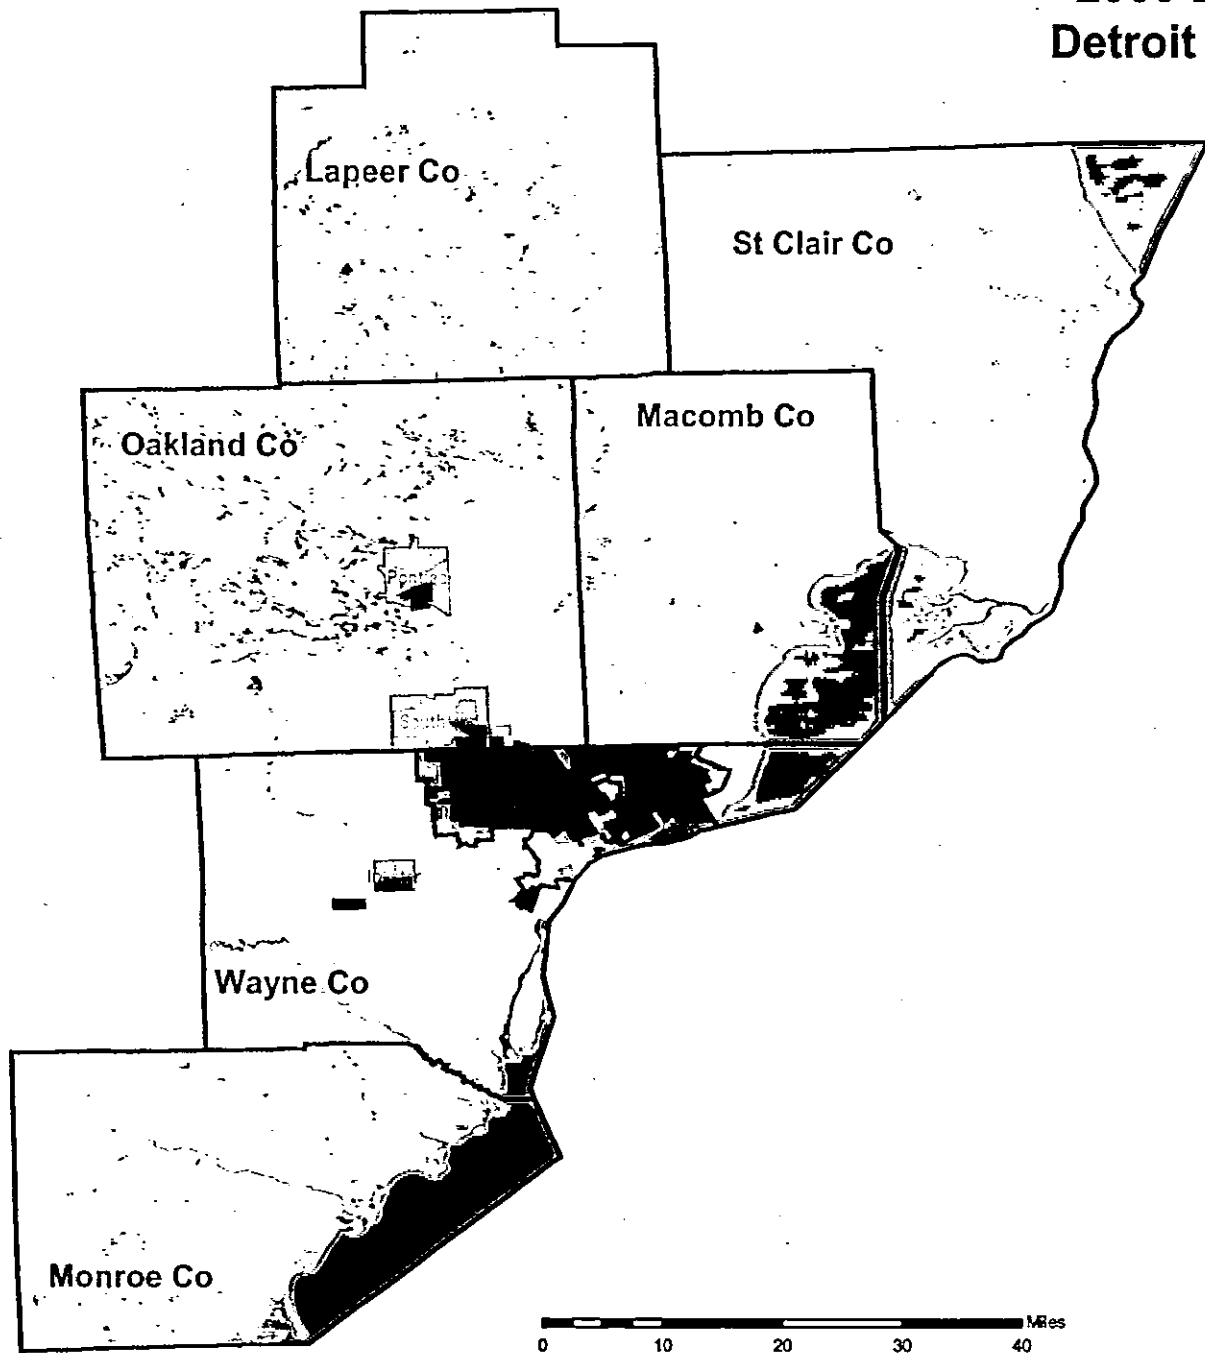 Detroit
Lapeer Co
St Clair Co
Macomb Co
Oakland Co
Wayne Co
Monroe Co
Miles
0 10 20 30 40